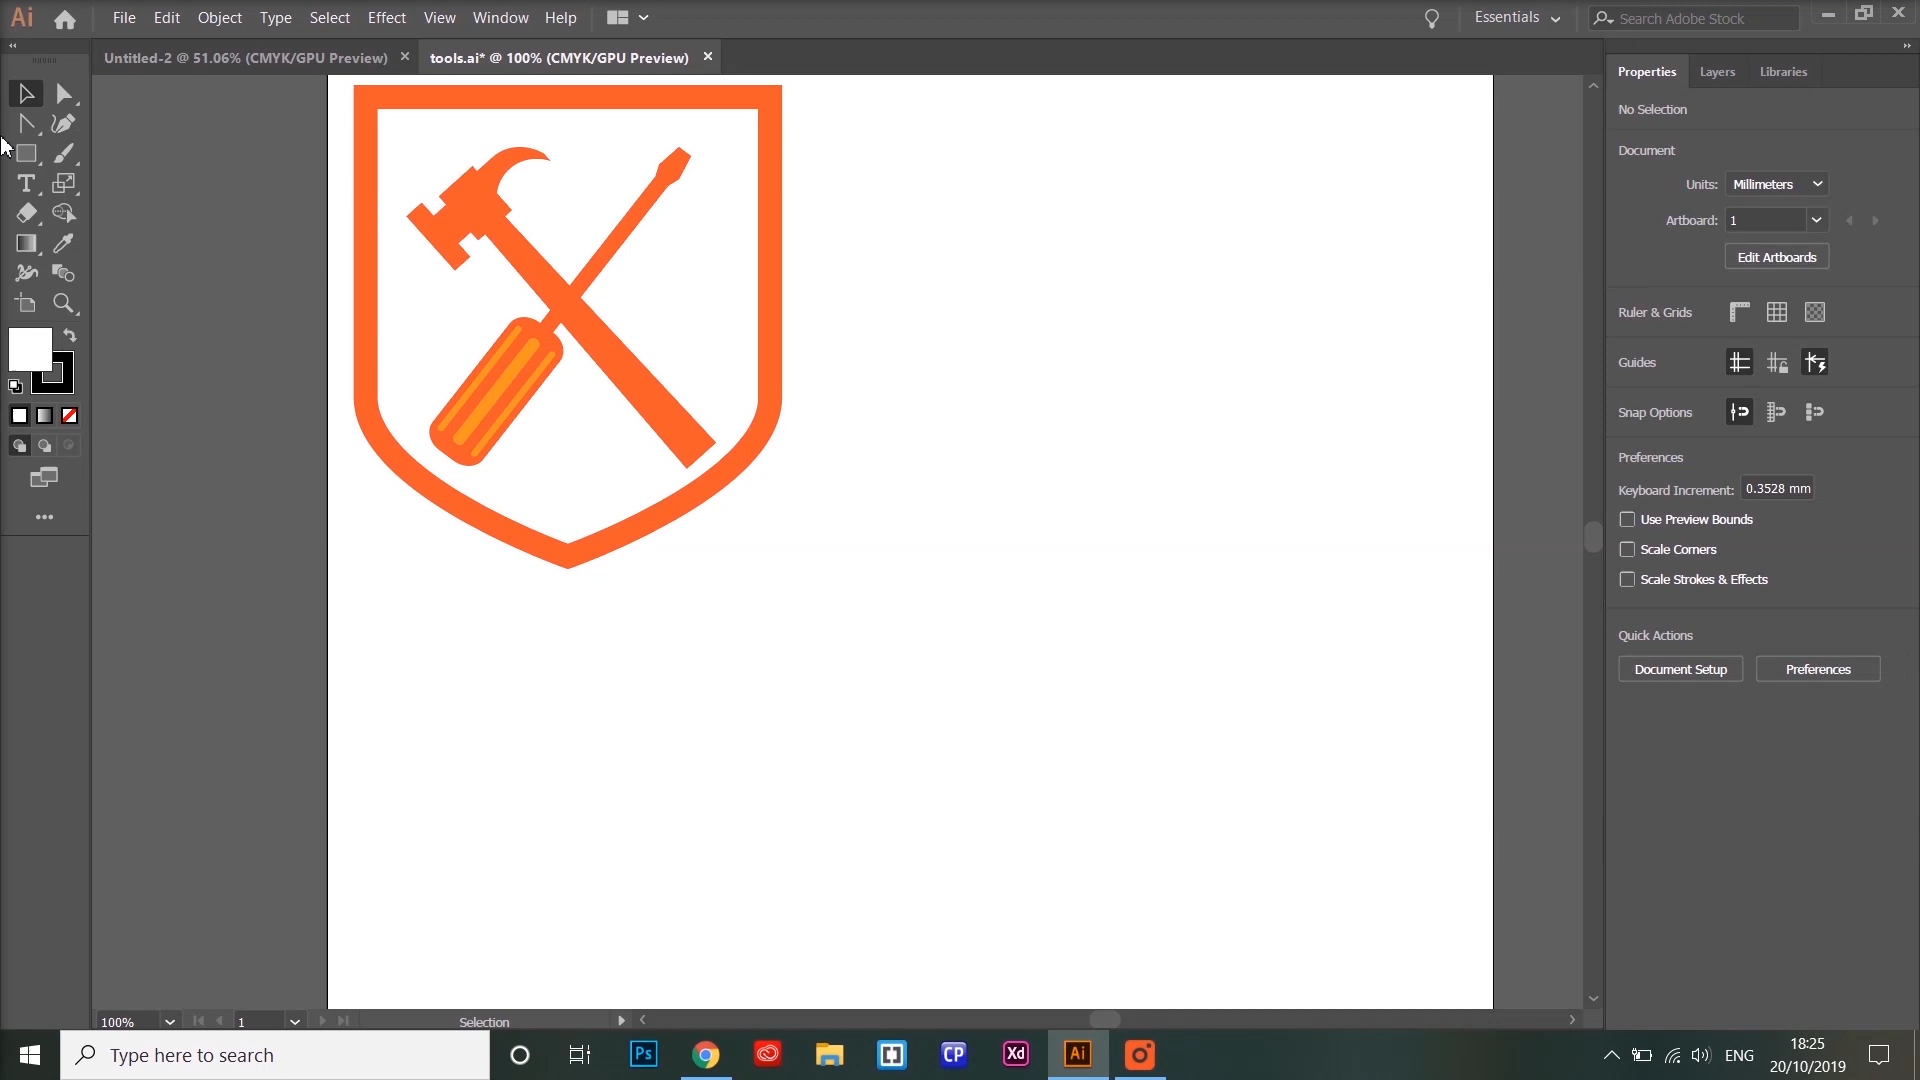 Ai File Edit Object Type Select Effect View Window Help Essentials Search Adobe Stock
Untitled-2 @ 51.06% (CMYK/GPU Preview) tools.ai* @ 100% (CMYK/GPU Preview)
Properties Layers Libraries
No Selection
Document
Units: Millimeters
Artboard: 1
Edit Artboards
Ruler & Grids
Guides
Snap Options
Preferences
Keyboard Increment: 0.3528 mm
Use Preview Bounds
Scale Corners
Scale Strokes & Effects
Quick Actions
Document Setup Preferences
100% 1 Selection
Type here to search Ps CP Xd Ai ENG
18:25
20/10/2019